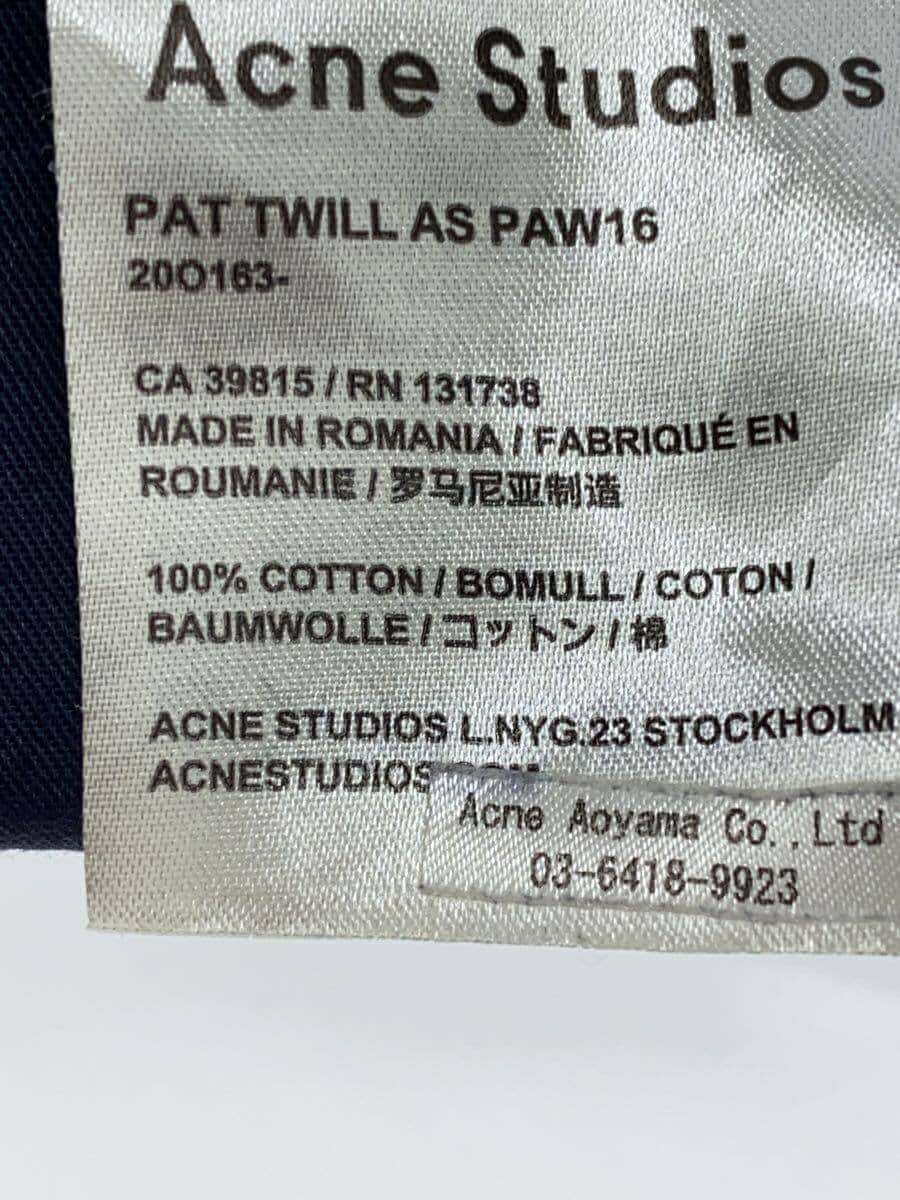 Acne Studios
PAT TWILL AS PAW16
20O163-
CA 39815 / RN 131738
MADE IN ROMANIA / FABRIQUÉ EN
ROUMANIE / 罗马尼亚制造
100% COTTON / BOMULL / COTON /
BAUMWOLLE / コットン / 棉
ACNE STUDIOS L.NYG.23 STOCKHOLM
ACNESTUDIOS
Acne Aoyama Co.,Ltd
03-6418-9923